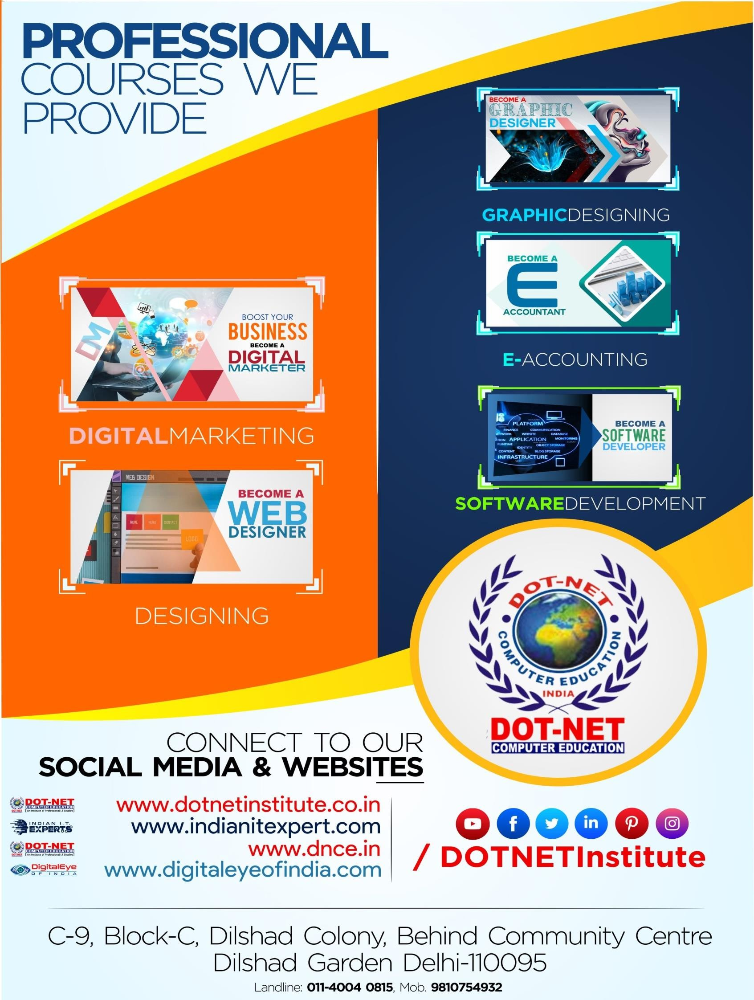 PROFESSIONAL
COURSES WE
PROVIDE
BECOME A
GRAPHIC
DESIGNER
GRAPHICDESIGNING
BECOME A
E
ACCOUNTANT
E-ACCOUNTING
PLATFORM
FINANCE COMMUNICATION
WEBSITE DATABASE
APPLICATION MONITORING
CLOUD
RUNTIME OBJECT STORAGE
IDENTITY
CONTENT BLOG STORAGE
INFRASTRUCTURE
SEO
BECOME A
SOFTWARE
DEVELOPER
SOFTWAREDEVELOPMENT
DM
BOOST YOUR
BUSINESS
BECOME A
DIGITAL
MARKETER
DIGITALMARKETING
WEB DESIGN
HOME NEWS CONTACT
LOGO
BECOME A
WEB
DESIGNER
DESIGNING
DOT-NET
COMPUTER EDUCATION
INDIA
DOT-NET
COMPUTER EDUCATION
CONNECT TO OUR
SOCIAL MEDIA & WEBSITES
DOT-NET
COMPUTER EDUCATION
[An Institute of Professional I.T Studies]
www.dotnetinstitute.co.in
INDIAN I.T.
EXPERTS
www.indianitexpert.com
DOT-NET
COMPUTER EDUCATION
[An Institute of Professional I.T Studies]
www.dnce.in
DigitalEye
OF INDIA
www.digitaleyeofindia.com
/ DOTNETInstitute
C-9, Block-C, Dilshad Colony, Behind Community Centre
Dilshad Garden Delhi-110095
Landline: 011-4004 0815, Mob. 9810754932